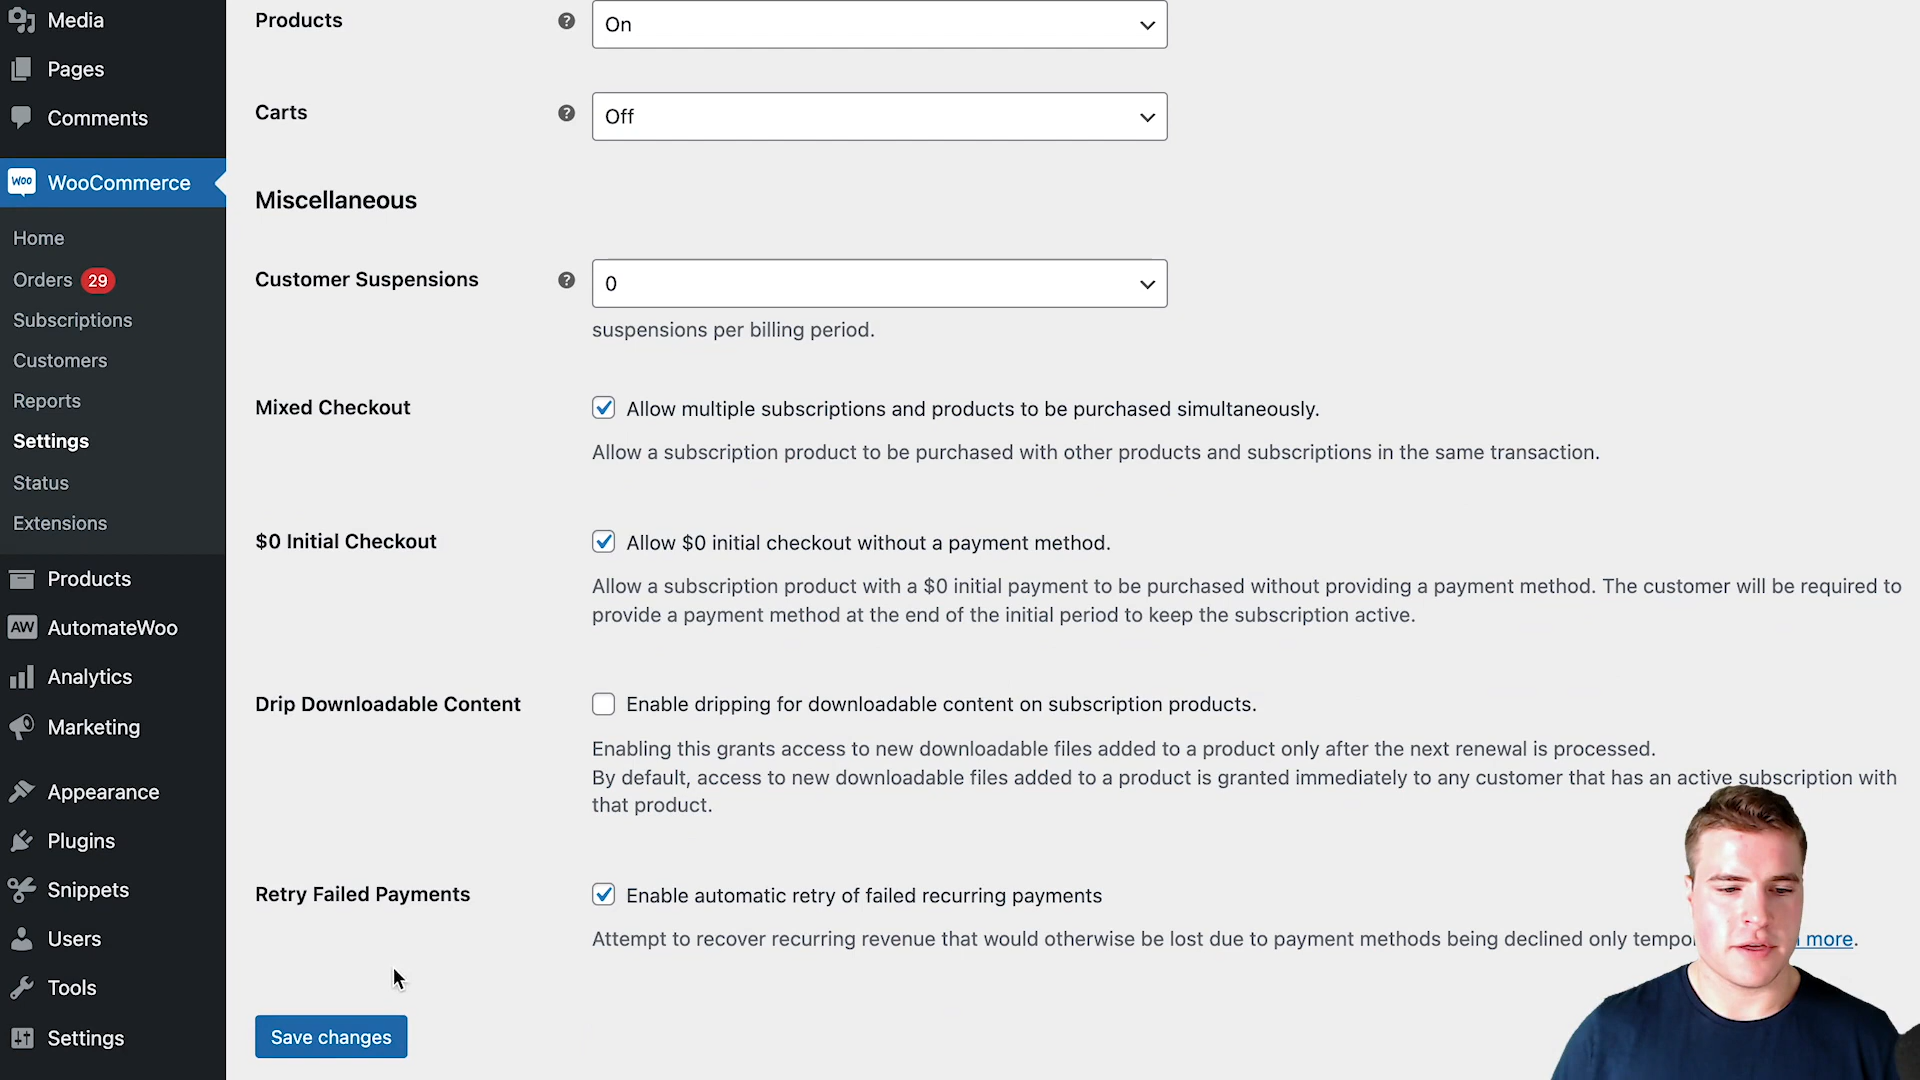 Media
Pages
Comments
Woo WooCommerce
Home
Orders 29
Subscriptions
Customers
Reports
Settings
Status
Extensions
Products
AW AutomateWoo
Analytics
Marketing
Appearance
Plugins
Snippets
Users
Tools
Settings
Products ? On
Carts ? Off
Miscellaneous
Customer Suspensions ? 0
suspensions per billing period.
Mixed Checkout Allow multiple subscriptions and products to be purchased simultaneously.
Allow a subscription product to be purchased with other products and subscriptions in the same transaction.
$0 Initial Checkout Allow $0 initial checkout without a payment method.
Allow a subscription product with a $0 initial payment to be purchased without providing a payment method. The customer will be required to
provide a payment method at the end of the initial period to keep the subscription active.
Drip Downloadable Content Enable dripping for downloadable content on subscription products.
Enabling this grants access to new downloadable files added to a product only after the next renewal is processed.
By default, access to new downloadable files added to a product is granted immediately to any customer that has an active subscription with
that product.
Retry Failed Payments Enable automatic retry of failed recurring payments
Attempt to recover recurring revenue that would otherwise be lost due to payment methods being declined only more.
Save changes